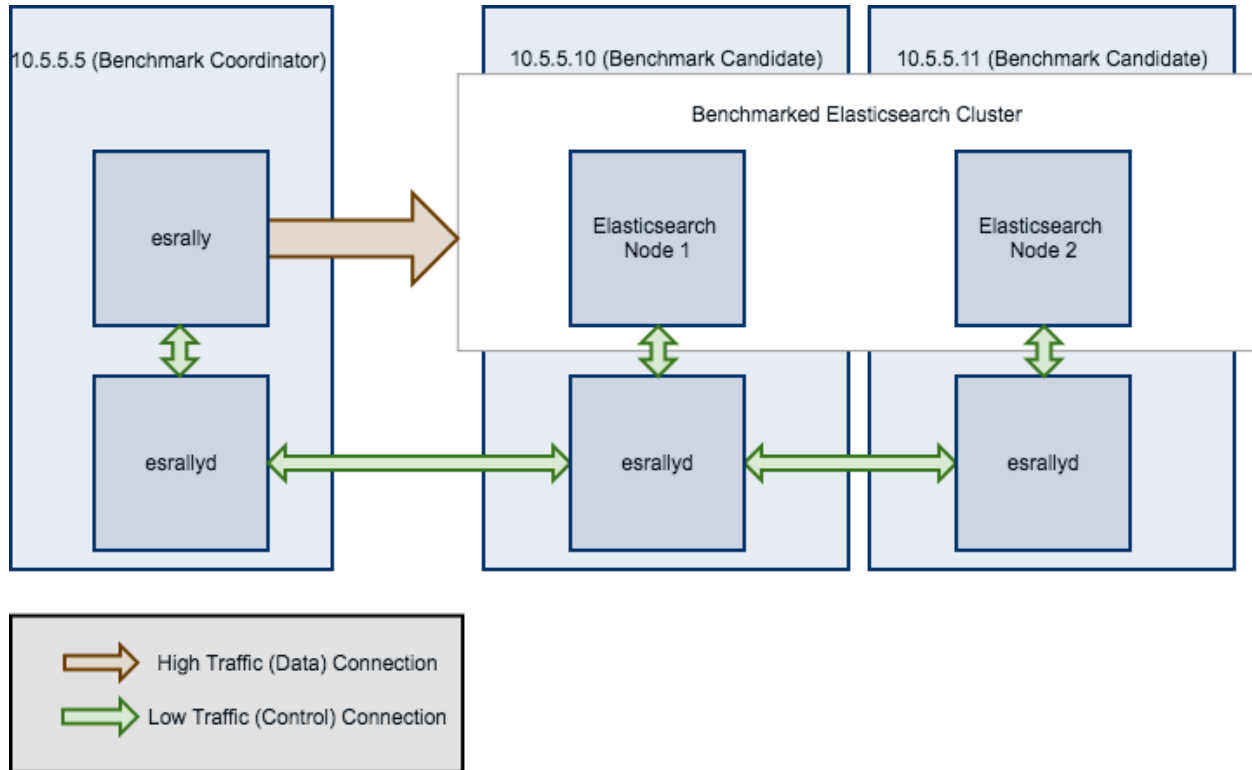 10.5.5.5 (Benchmark Coordinator)
10.5.5.10 (Benchmark Candidate)
10.5.5.11 (Benchmark Candidate)
Benchmarked Elasticsearch Cluster
esrally
Elasticsearch
Node 1
Elasticsearch
Node 2
esrallyd
esrallyd
esrallyd
High Traffic (Data) Connection
Low Traffic (Control) Connection